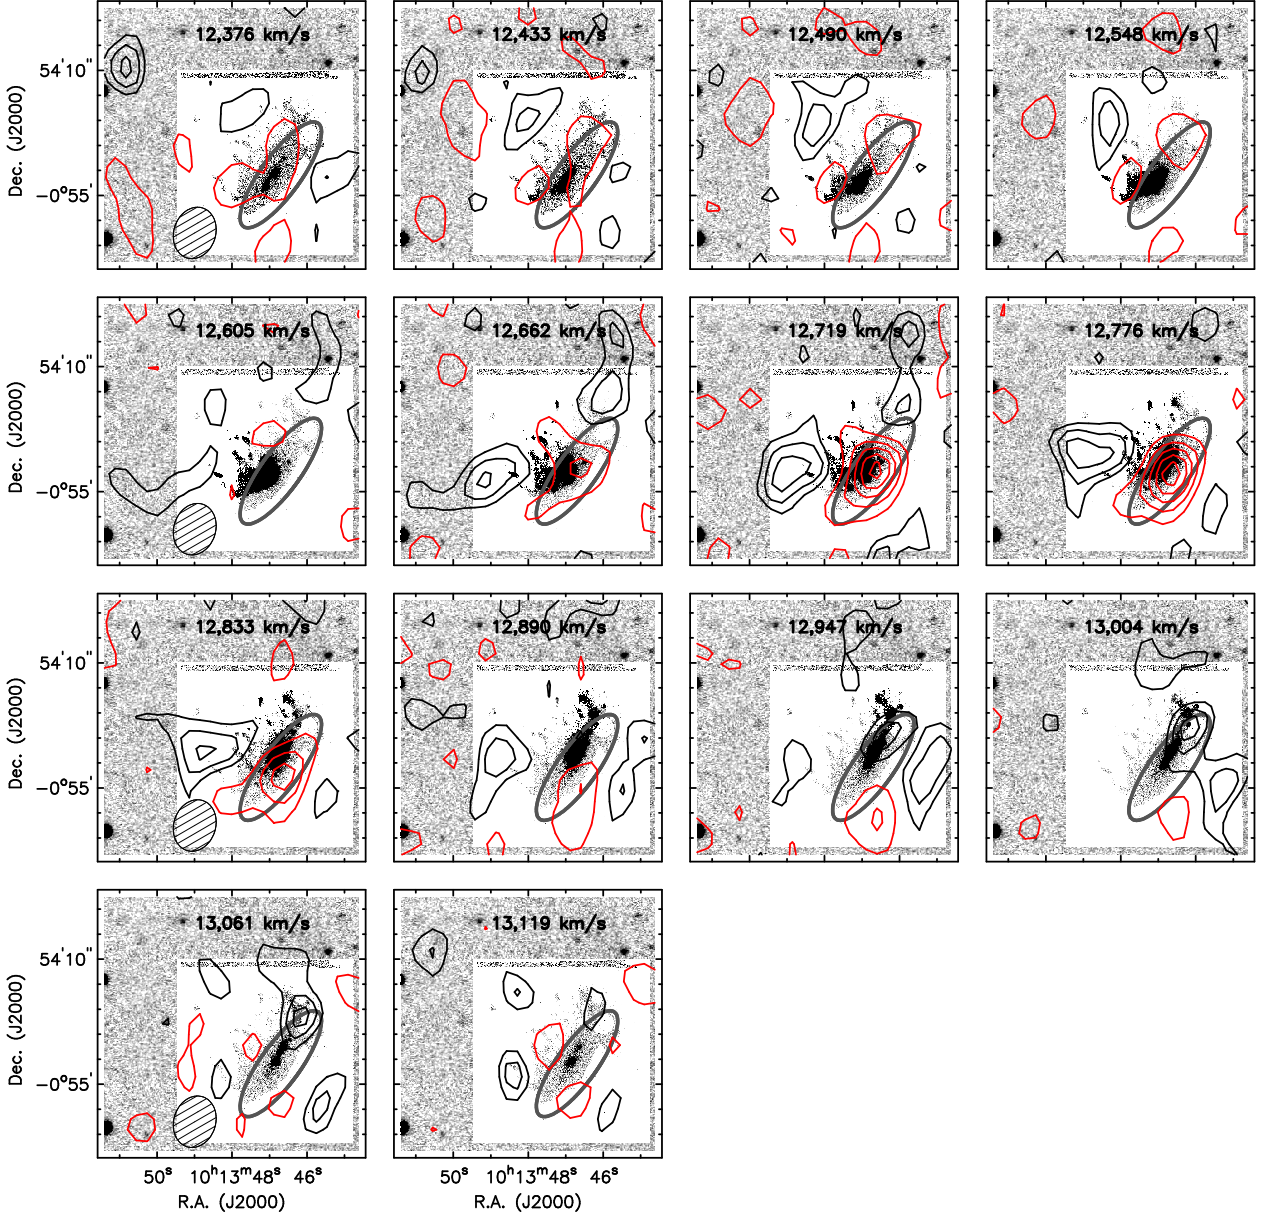 12,376 km/s
12,433 km/s
12,490 km/s
12,548 km/s
54'10"
Dec. (J2000)
−0°55'
12,605 km/s
12,662 km/s
12,719 km/s
12,776 km/s
54'10"
Dec. (J2000)
−0°55'
12,833 km/s
12,890 km/s
12,947 km/s
13,004 km/s
54'10"
Dec. (J2000)
−0°55'
13,061 km/s
13,119 km/s
54'10"
Dec. (J2000)
−0°55'
50ˢ 10ʰ13ᵐ48ˢ 46ˢ
50ˢ 10ʰ13ᵐ48ˢ 46ˢ
R.A. (J2000)
R.A. (J2000)